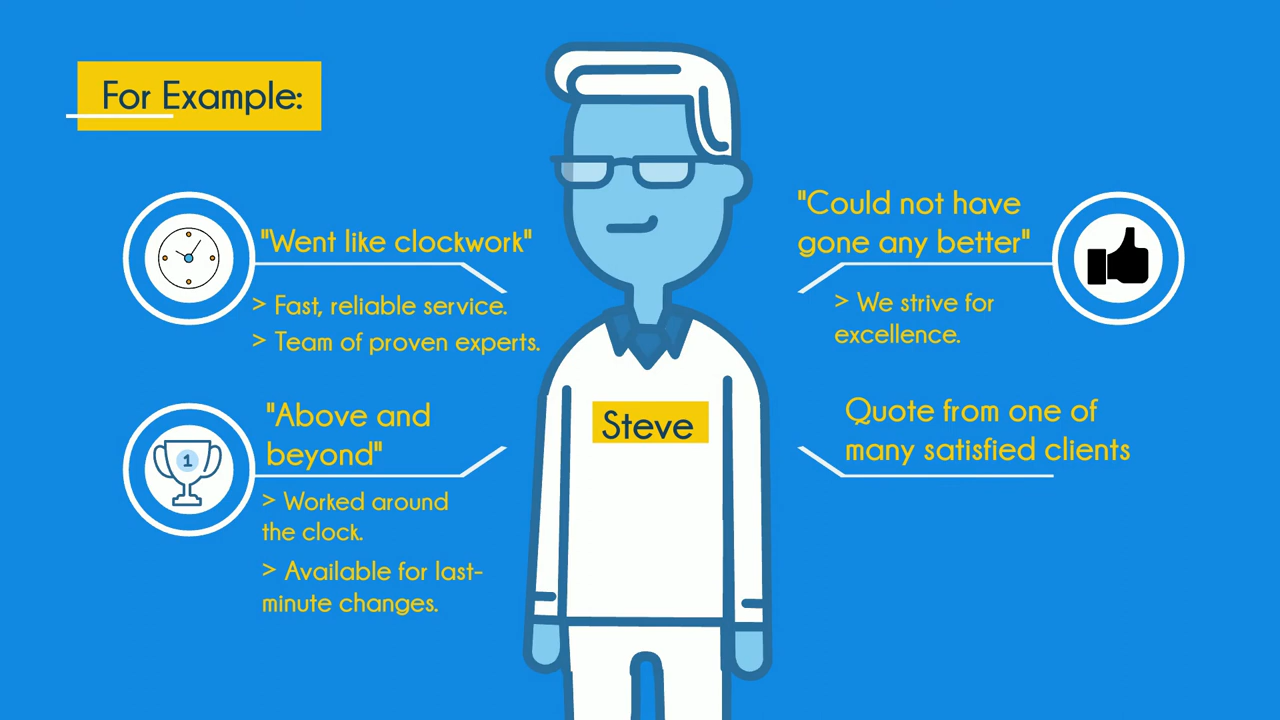 For Example:
"Went like clockwork"
> Fast, reliable service.
> Team of proven experts.
"Above and
beyond"
1
> Worked around
the clock.
> Available for last-
minute changes.
Steve
"Could not have
gone any better"
> We strive for
excellence.
Quote from one of
many satisfied clients